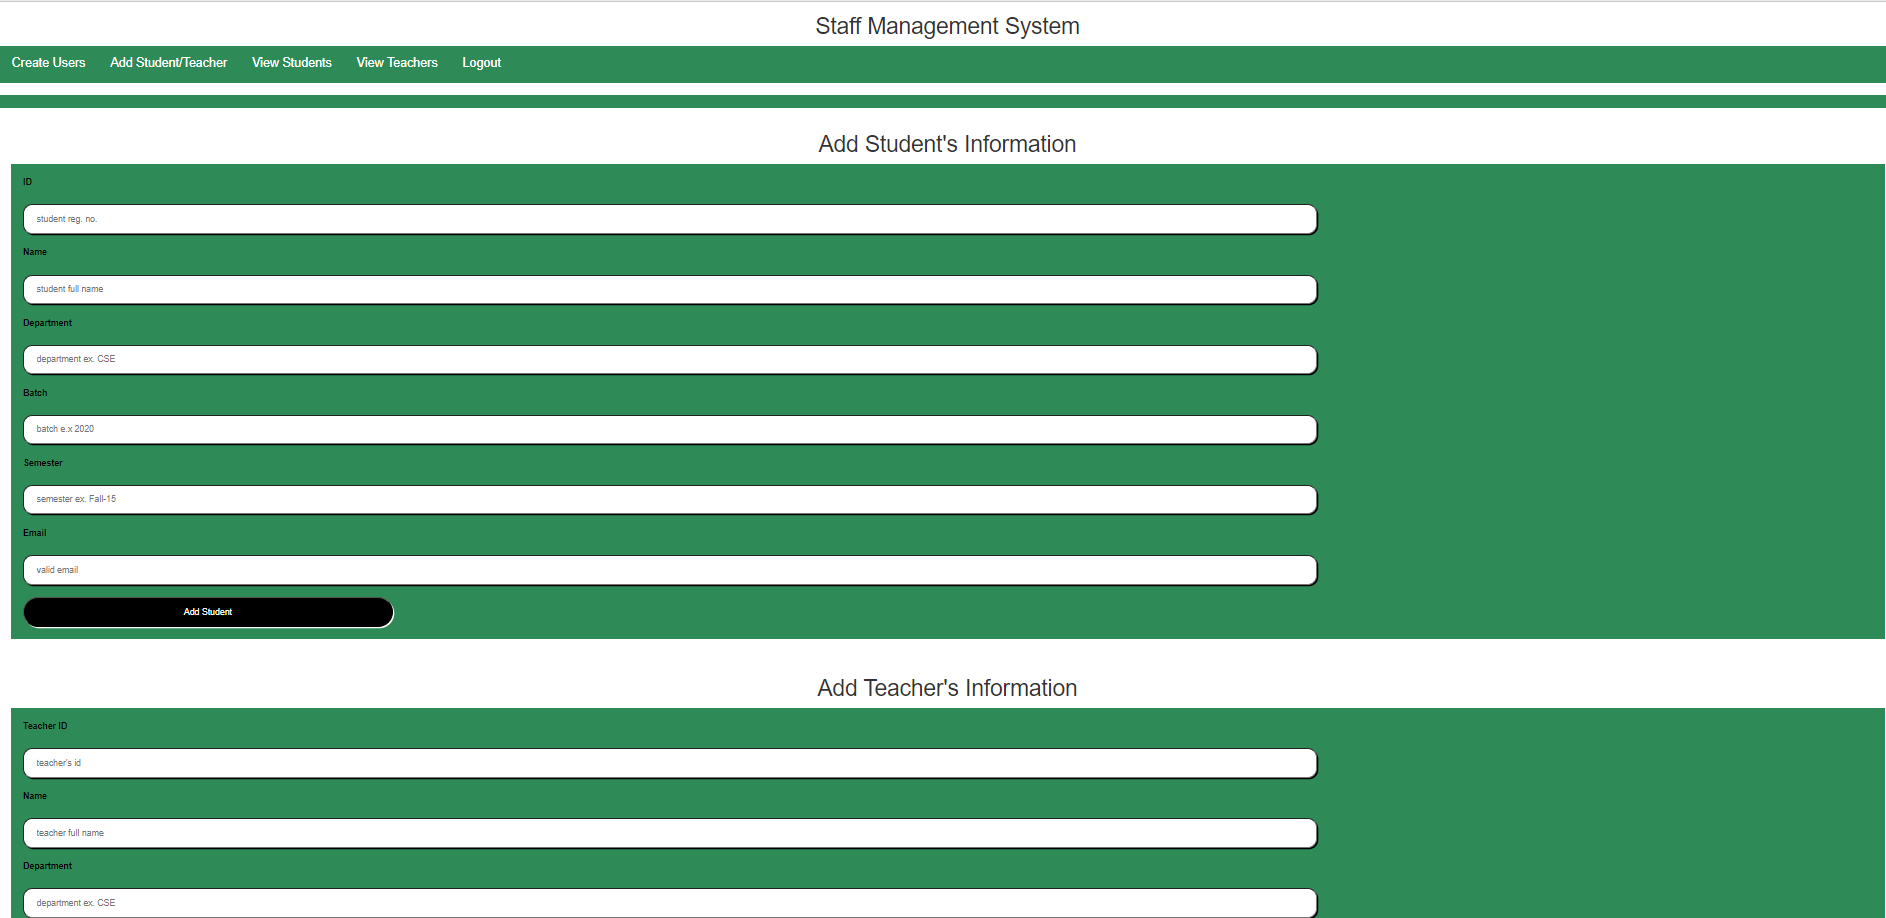 Staff Management System
Create Users Add Student/Teacher View Students View Teachers Logout
Add Student's Information
ID
student reg. no.
Name
student full name
Department
department ex. CSE
Batch
batch e.x 2020
Semester
semester ex. Fall-15
Email
valid email
Add Student
Add Teacher's Information
Teacher ID
teacher's id
Name
teacher full name
Department
department ex. CSE